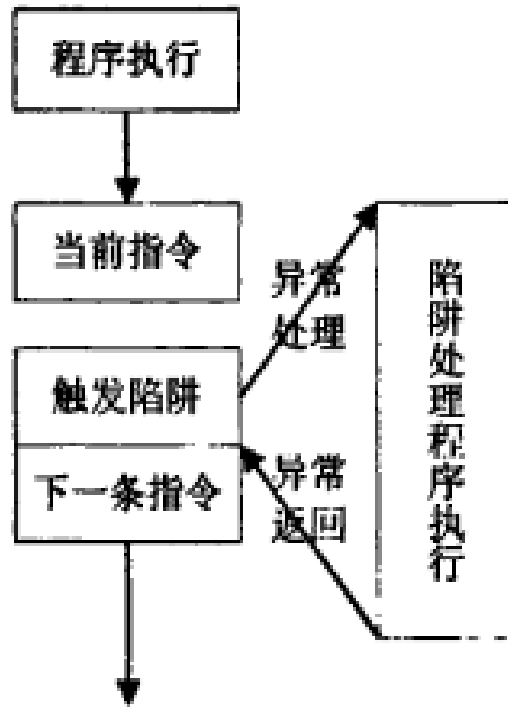 程序执行
当前指令
异常
处理
触发陷阱
下一条指令
异常
返回
陷阱处理程序执行